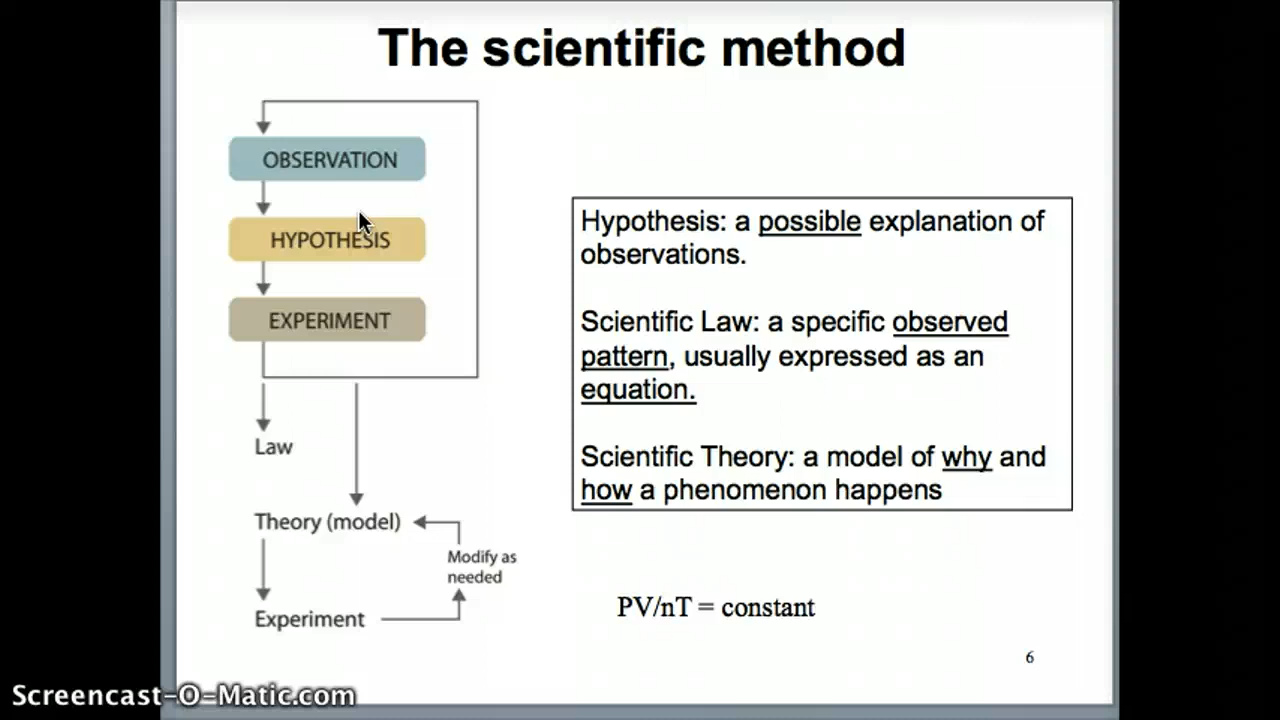 The scientific method
OBSERVATION
HYPOTHESIS
EXPERIMENT
Law
Theory (model)
Modify as
needed
Experiment
Hypothesis: a possible explanation of
observations.
Scientific Law: a specific observed
pattern, usually expressed as an
equation.
Scientific Theory: a model of why and
how a phenomenon happens
PV/nT = constant
6
Screencast-O-Matic.com